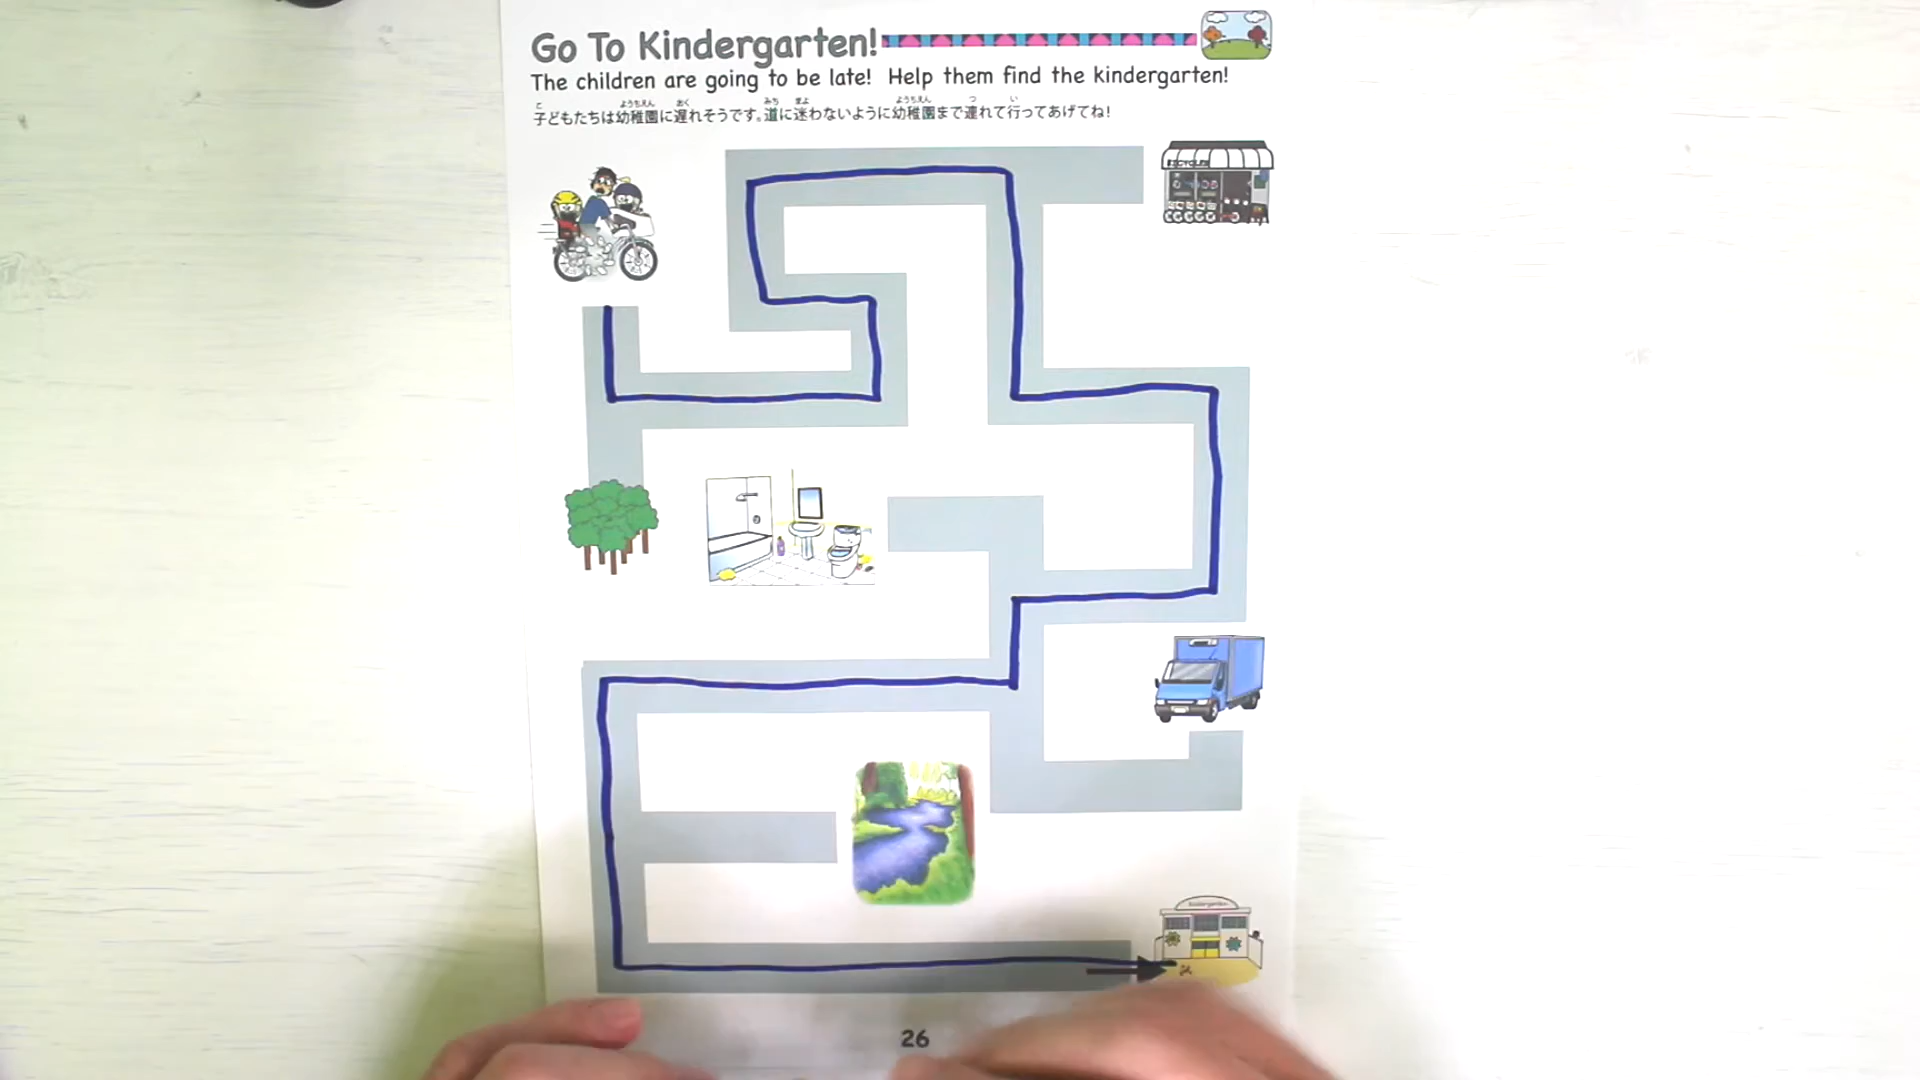 Go To Kindergarten!
The children are going to be late! Help them find the kindergarten!
子どもたちは幼稚園に遅れそうです。道に迷わないように幼稚園まで連れて行ってあげてね!
BICYCLES
Kindergarten
26